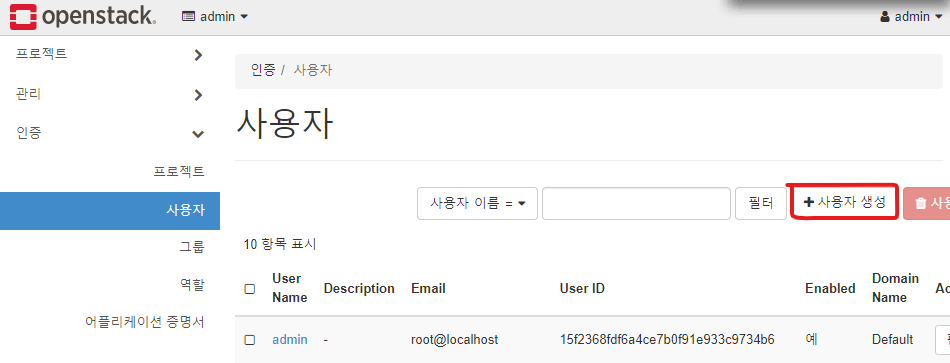 openstack. admin admin
프로젝트
관리
인증
프로젝트
사용자
그룹
역할
어플리케이션 증명서
인증 / 사용자
사용자
사용자 이름 = 필터 + 사용자 생성
10 항목 표시
User Name Description Email User ID Enabled Domain Name
admin - root@localhost 15f2368fdf6a4ce7b0f91e933c9734b6 예 Default